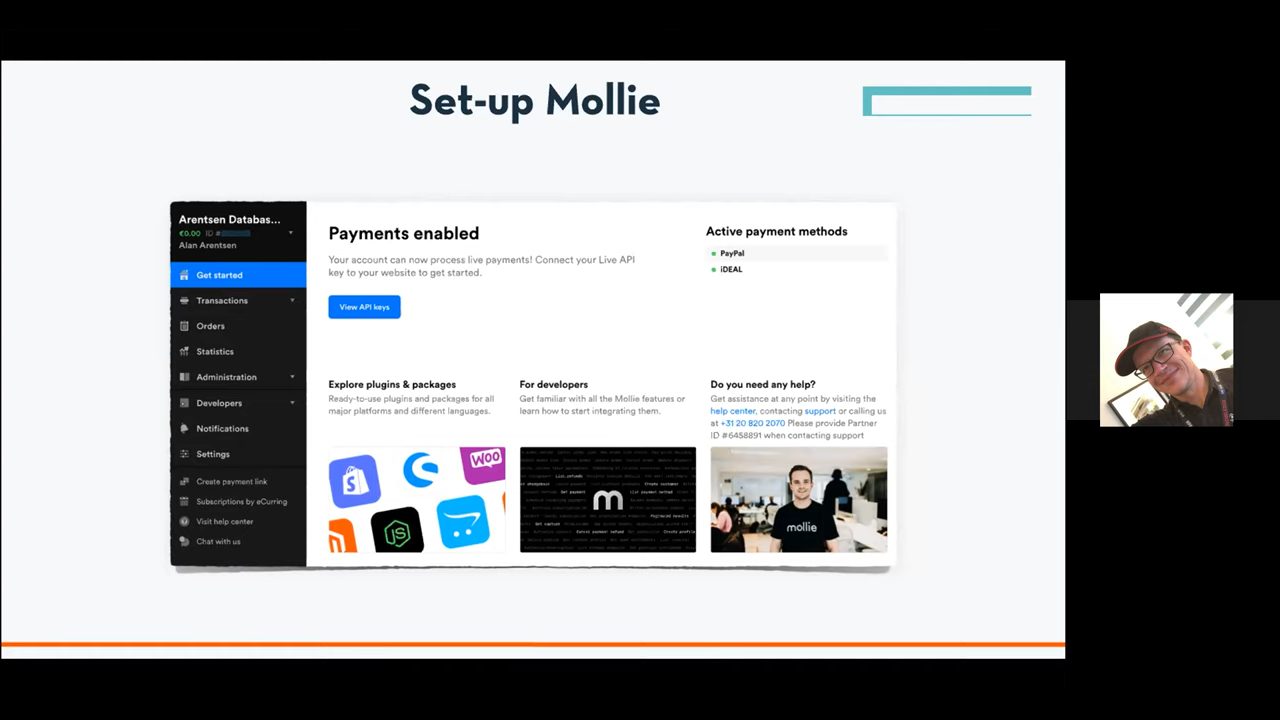 Set-up Mollie
Arentsen Databas...
€0.00 ID #
Alan Arentsen
Get started
Transactions
Orders
Statistics
Administration
Developers
Notifications
Settings
Create payment link
Subscriptions by eCurring
Visit help center
Chat with us
Payments enabled
Your account can now process live payments! Connect your Live API
key to your website to get started.
View API keys
Active payment methods
PayPal
iDEAL
Explore plugins & packages
Ready-to-use plugins and packages for all
major platforms and different languages.
WOO
JS
For developers
Get familiar with all the Mollie features or
learn how to start integrating them.
m
Do you need any help?
Get assistance at any point by visiting the
help center, contacting support or calling us
at +31 20 820 2070 Please provide Partner
ID #6458891 when contacting support
mollie